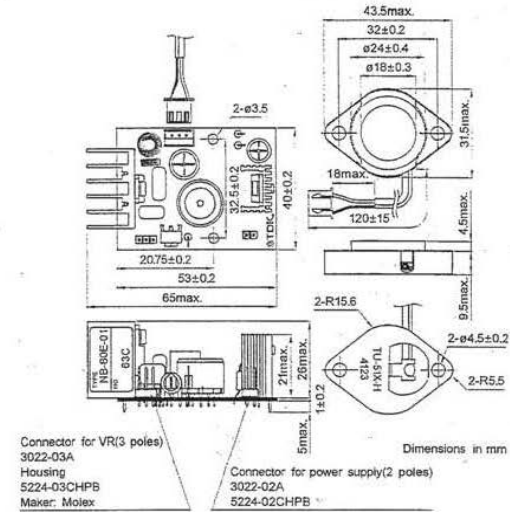 43.5max.
32±0.2
ø24±0.4
ø18±0.3
2-ø3.5
31.5max.
32.5±0.2
40±0.2
18max.
120±15
TDK
20.75±0.2
53±0.2
65max.
4.5max.
9.5max.
2-R15.6
2-ø4.5±0.2
TYPE
NB-60E-01
NO
63C
21max.
26max.
TU-51X-H
4123
2-R5.5
1±0.2
5max.
Connector for VR(3 poles)
3022-03A
Housing
5224-03CHPB
Maker: Molex
Dimensions in mm
Connector for power supply(2 poles)
3022-02A
5224-02CHPB